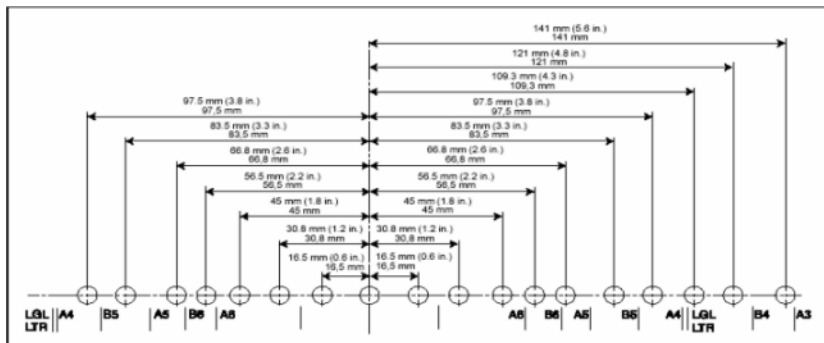 141 mm (5.6 in.)
141 mm
121 mm (4.8 in.)
121 mm
109.3 mm (4.3 in.)
109,3 mm
97.5 mm (3.8 in.) 97.5 mm (3.8 in.)
97,5 mm 97,5 mm
83.5 mm (3.3 in.) 83.5 mm (3.3 in.)
83,5 mm 83,5 mm
66.8 mm (2.6 in.) 66.8 mm (2.6 in.)
66,8 mm 66,8 mm
56.5 mm (2.2 in.) 56.5 mm (2.2 in.)
56,5 mm 56,5 mm
45 mm (1.8 in.) 45 mm (1.8 in.)
45 mm 45 mm
30.8 mm (1.2 in.) 30.8 mm (1.2 in.)
30,8 mm 30,8 mm
16.5 mm (0.6 in.) 16.5 mm (0.6 in.)
16,5 mm 16,5 mm
LGL A4 B5 A5 B6 A6 A6 B6 A5 B5 A4 LGL B4 A3
LTR LTR